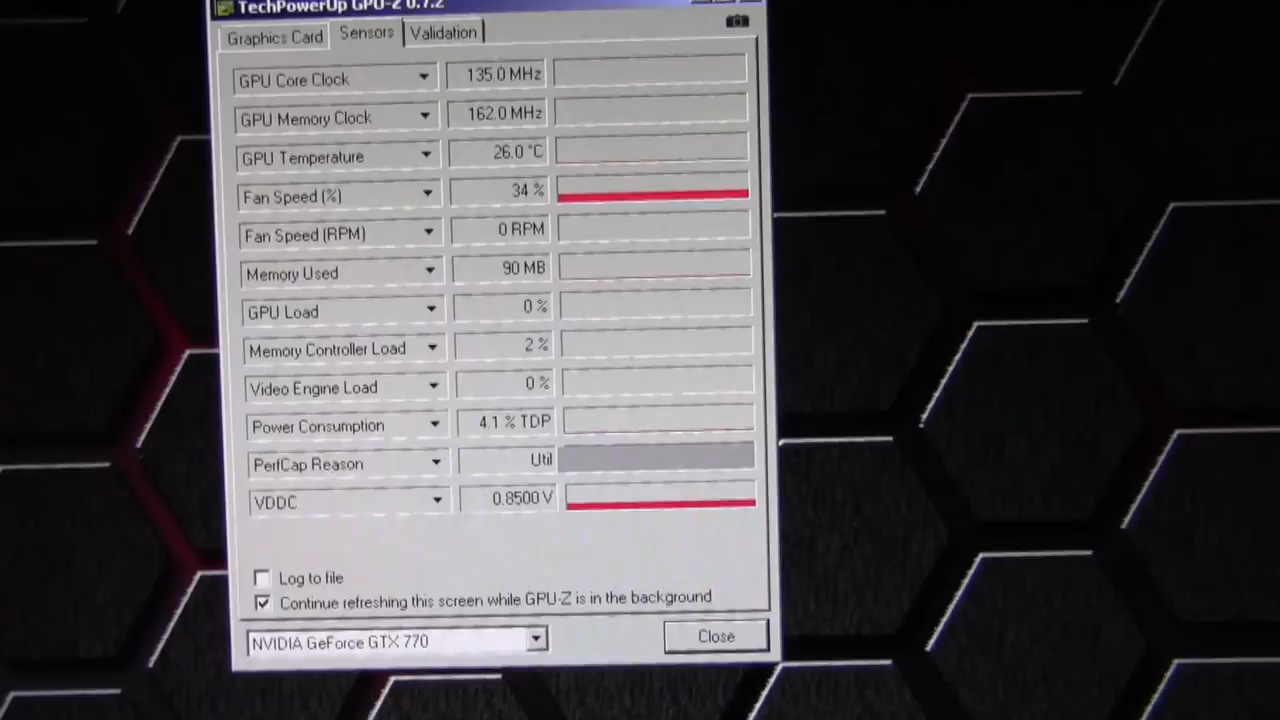 TechPowerUp GPU-Z 0.7.2
Graphics Card Sensors Validation
GPU Core Clock 135.0 MHz
GPU Memory Clock 162.0 MHz
GPU Temperature 26.0 °C
Fan Speed (%) 34 %
Fan Speed (RPM) 0 RPM
Memory Used 90 MB
GPU Load 0 %
Memory Controller Load 2 %
Video Engine Load 0 %
Power Consumption 4.1 % TDP
PerfCap Reason Util
VDDC 0.8500 V
Log to file
Continue refreshing this screen while GPU-Z is in the background
NVIDIA GeForce GTX 770 Close